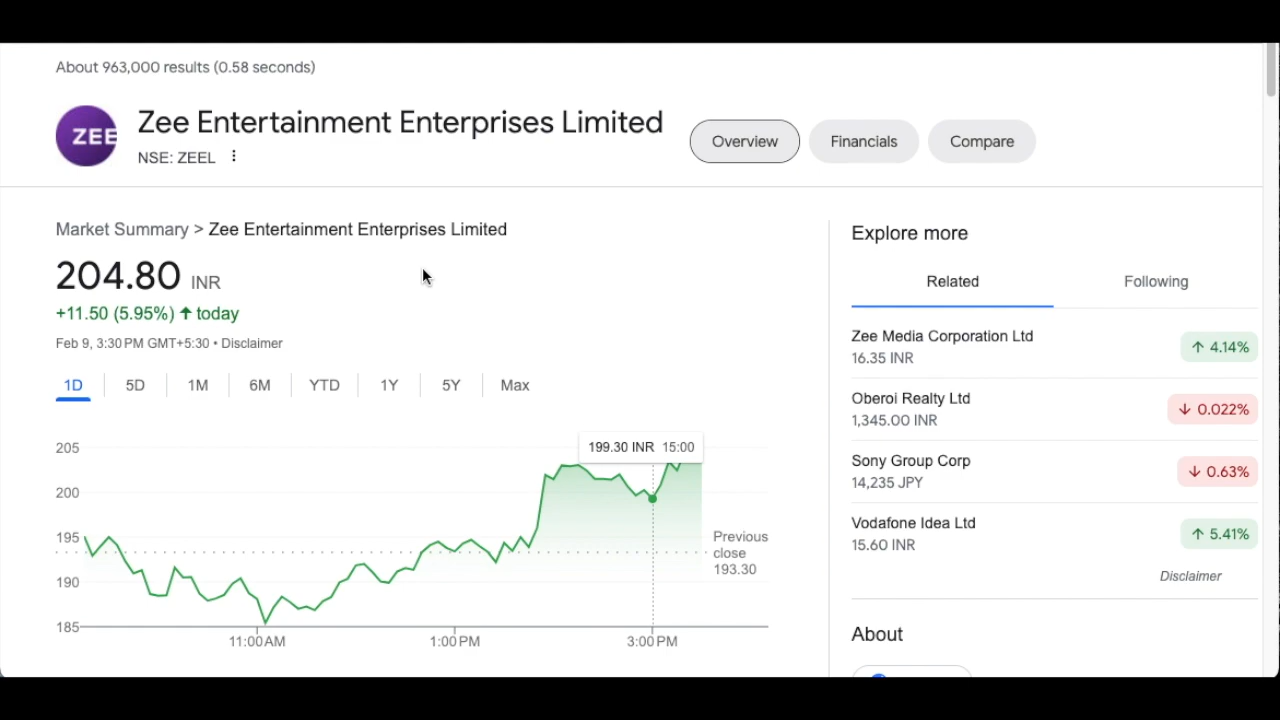 About 963,000 results (0.58 seconds)
ZEE
Zee Entertainment Enterprises Limited
NSE: ZEEL
Overview
Financials
Compare
Market Summary > Zee Entertainment Enterprises Limited
204.80 INR
+11.50 (5.95%) ↑ today
Feb 9, 3:30 PM GMT+5:30 • Disclaimer
1D 5D 1M 6M YTD 1Y 5Y Max
199.30 INR 15:00
205
200
195
190
185
Previous
close
193.30
11:00 AM 1:00 PM 3:00 PM
Explore more
Related Following
Zee Media Corporation Ltd
16.35 INR
↑ 4.14%
Oberoi Realty Ltd
1,345.00 INR
↓ 0.022%
Sony Group Corp
14,235 JPY
↓ 0.63%
Vodafone Idea Ltd
15.60 INR
↑ 5.41%
Disclaimer
About